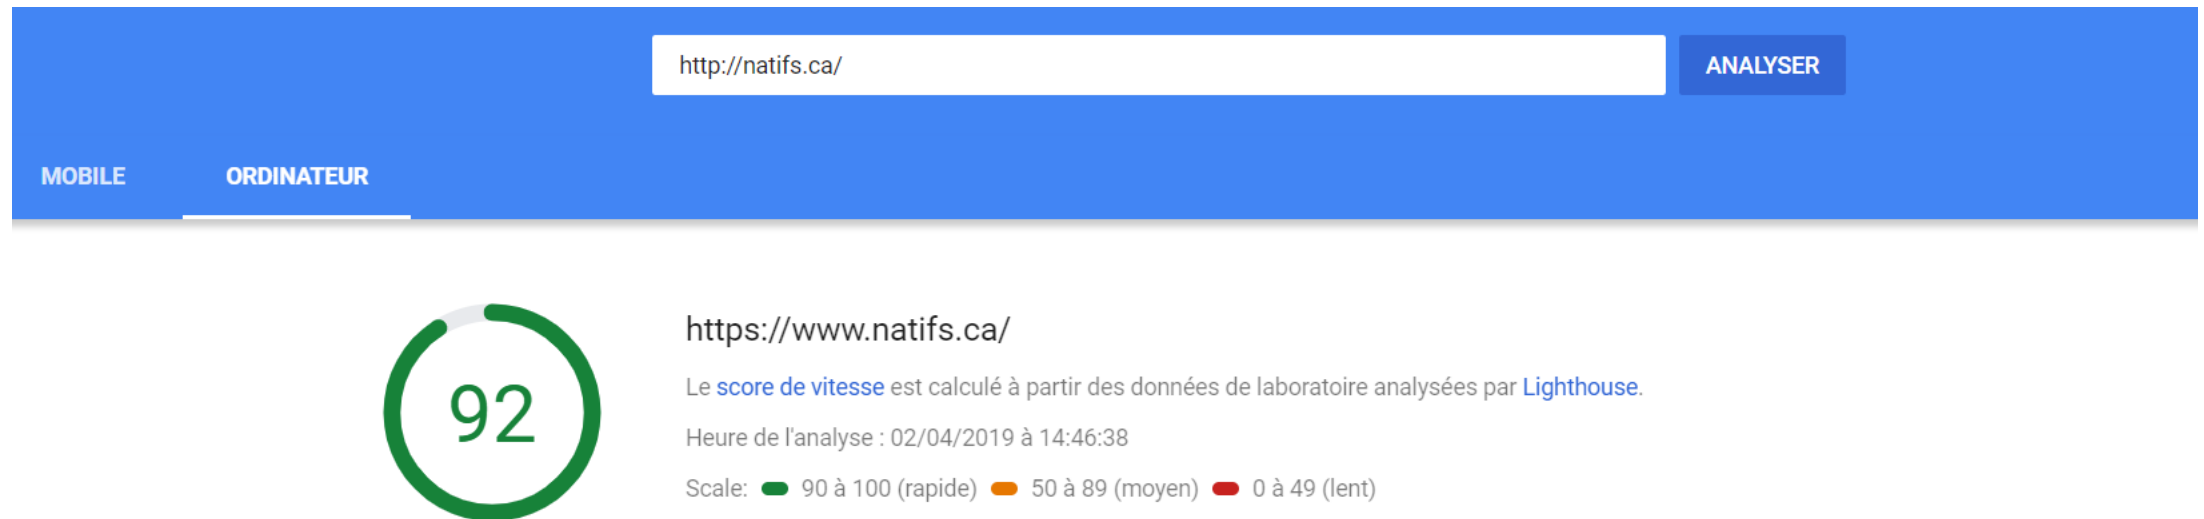 http://natifs.ca/ ANALYSER
MOBILE ORDINATEUR
92
https://www.natifs.ca/
Le score de vitesse est calculé à partir des données de laboratoire analysées par Lighthouse.
Heure de l'analyse : 02/04/2019 à 14:46:38
Scale: 90 à 100 (rapide) 50 à 89 (moyen) 0 à 49 (lent)